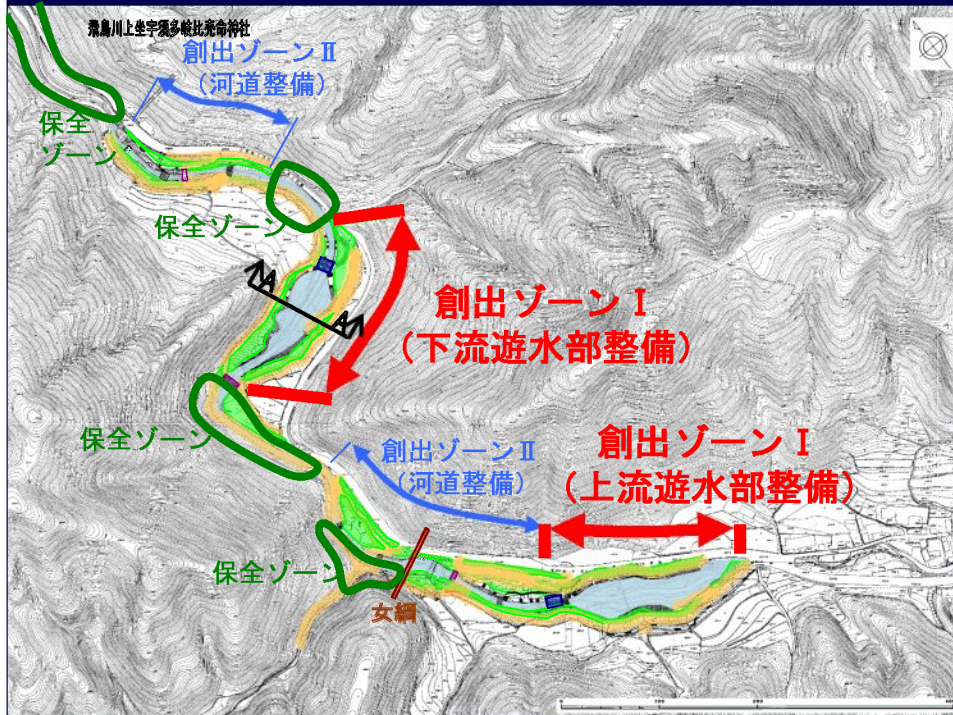 飛鳥川上坐宇須多岐比売命神社
創出ゾーンⅡ
（河道整備）
保全
ゾーン
保全ゾーン
A
A
創出ゾーンⅠ
（下流遊水部整備）
保全ゾーン
創出ゾーンⅡ
（河道整備）
創出ゾーンⅠ
（上流遊水部整備）
保全ゾーン
女綱